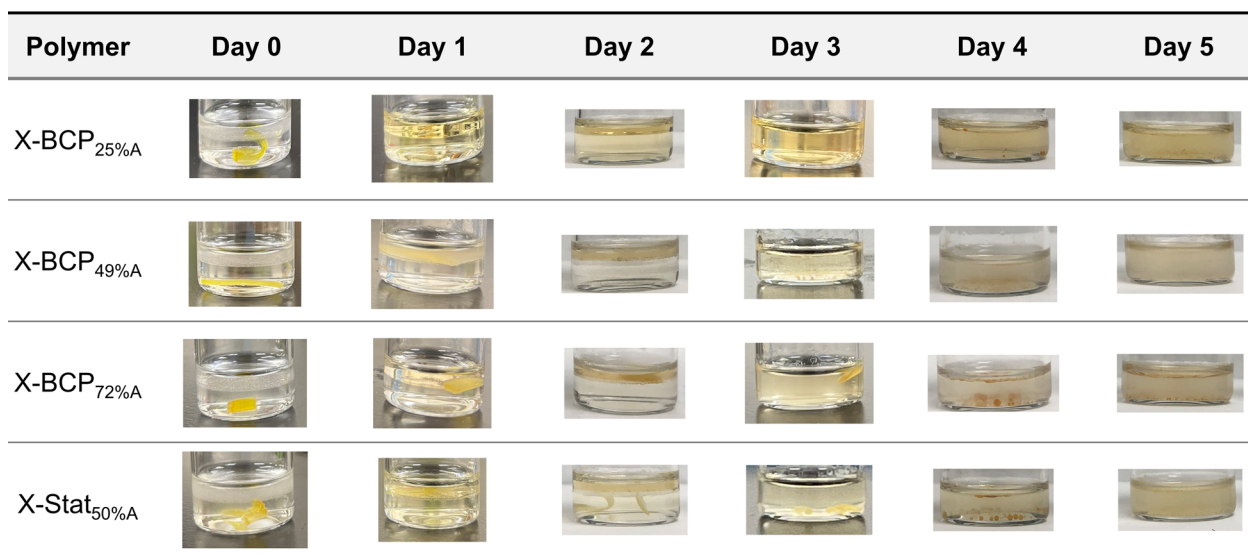 Polymer Day 0 Day 1 Day 2 Day 3 Day 4 Day 5
X-BCP25%A
X-BCP49%A
X-BCP72%A
X-Stat50%A